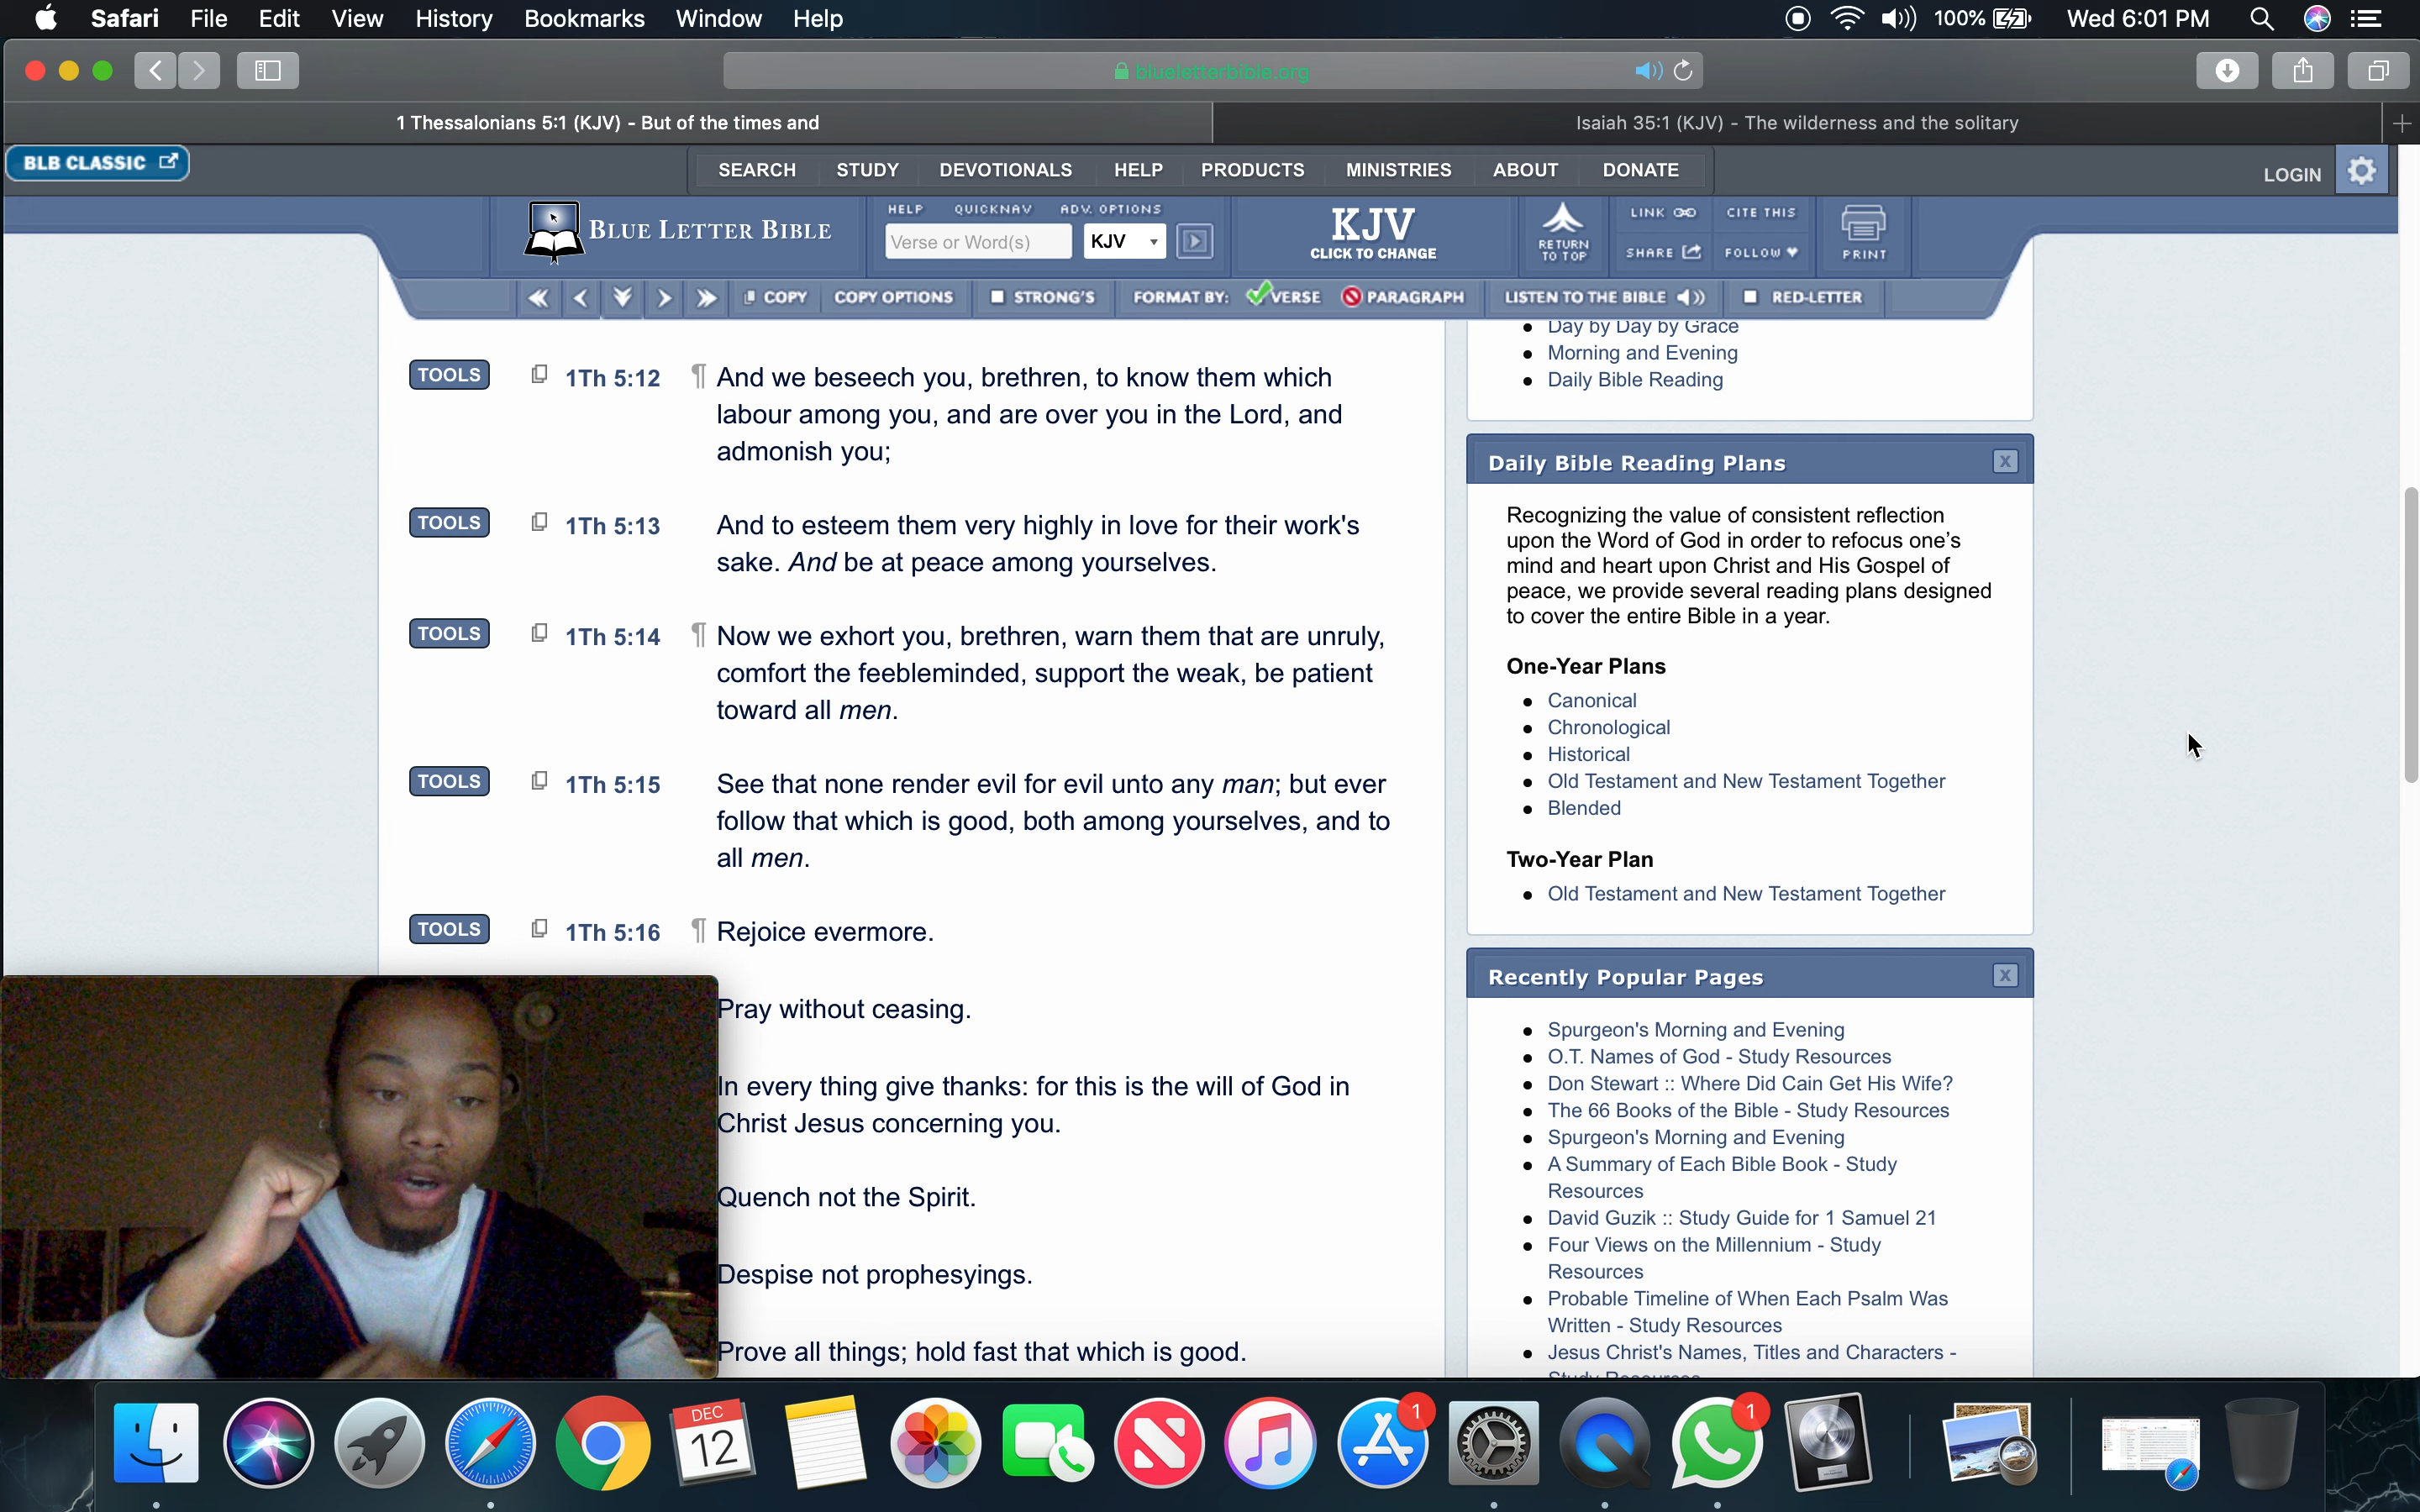 Safari File Edit View History Bookmarks Window Help
100% Wed 6:01 PM
blueletterbible.org
1 Thessalonians 5:1 (KJV) - But of the times and
Isaiah 35:1 (KJV) - The wilderness and the solitary
BLB CLASSIC
SEARCH STUDY DEVOTIONALS HELP PRODUCTS MINISTRIES ABOUT DONATE
LOGIN
BLUE LETTER BIBLE
HELP QUICKNAV ADV. OPTIONS
Verse or Word(s) KJV
KJV
CLICK TO CHANGE
RETURN
TO TOP
LINK CITE THIS
SHARE FOLLOW
PRINT
COPY COPY OPTIONS STRONG'S FORMAT BY: VERSE PARAGRAPH LISTEN TO THE BIBLE RED-LETTER
TOOLS 1Th 5:12 ¶ And we beseech you, brethren, to know them which
labour among you, and are over you in the Lord, and
admonish you;
TOOLS 1Th 5:13 And to esteem them very highly in love for their work's
sake. And be at peace among yourselves.
TOOLS 1Th 5:14 ¶ Now we exhort you, brethren, warn them that are unruly,
comfort the feebleminded, support the weak, be patient
toward all men.
TOOLS 1Th 5:15 See that none render evil for evil unto any man; but ever
follow that which is good, both among yourselves, and to
all men.
TOOLS 1Th 5:16 ¶ Rejoice evermore.
Pray without ceasing.
In every thing give thanks: for this is the will of God in
Christ Jesus concerning you.
Quench not the Spirit.
Despise not prophesyings.
Prove all things; hold fast that which is good.
Day by Day by Grace
Morning and Evening
Daily Bible Reading
Daily Bible Reading Plans X
Recognizing the value of consistent reflection
upon the Word of God in order to refocus one's
mind and heart upon Christ and His Gospel of
peace, we provide several reading plans designed
to cover the entire Bible in a year.
One-Year Plans
Canonical
Chronological
Historical
Old Testament and New Testament Together
Blended
Two-Year Plan
Old Testament and New Testament Together
Recently Popular Pages X
Spurgeon's Morning and Evening
O.T. Names of God - Study Resources
Don Stewart :: Where Did Cain Get His Wife?
The 66 Books of the Bible - Study Resources
Spurgeon's Morning and Evening
A Summary of Each Bible Book - Study
Resources
David Guzik :: Study Guide for 1 Samuel 21
Four Views on the Millennium - Study
Resources
Probable Timeline of When Each Psalm Was
Written - Study Resources
Jesus Christ's Names, Titles and Characters -
Study Resources
DEC
12
1
1